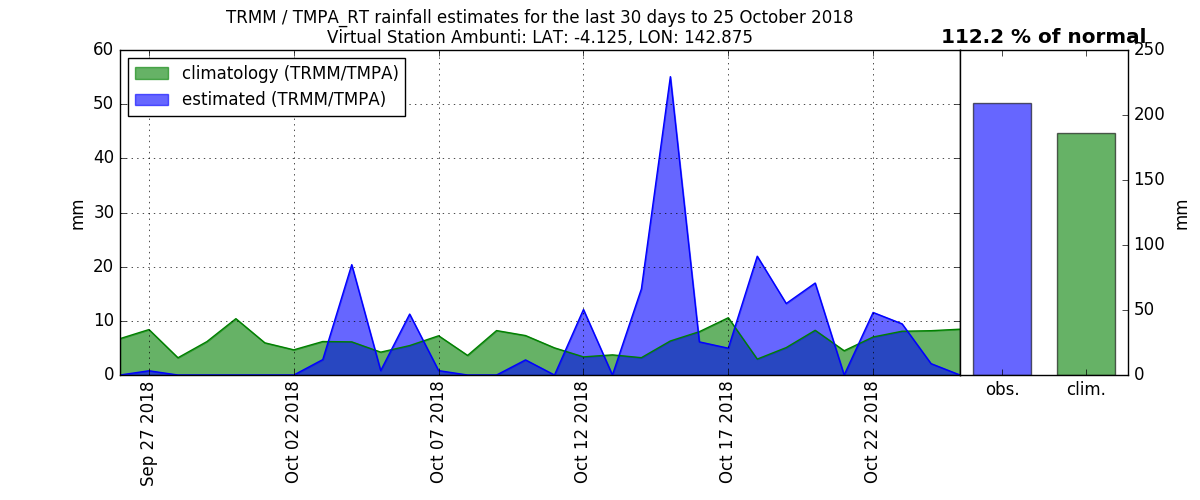 TRMM / TMPA_RT rainfall estimates for the last 30 days to 25 October 2018
Virtual Station Ambunti: LAT: -4.125, LON: 142.875
112.2 % of normal
climatology (TRMM/TMPA)
estimated (TRMM/TMPA)
60
50
40
30
20
10
0
mm
Sep 27 2018
Oct 02 2018
Oct 07 2018
Oct 12 2018
Oct 17 2018
Oct 22 2018
obs.
clim.
250
200
150
100
50
0
mm